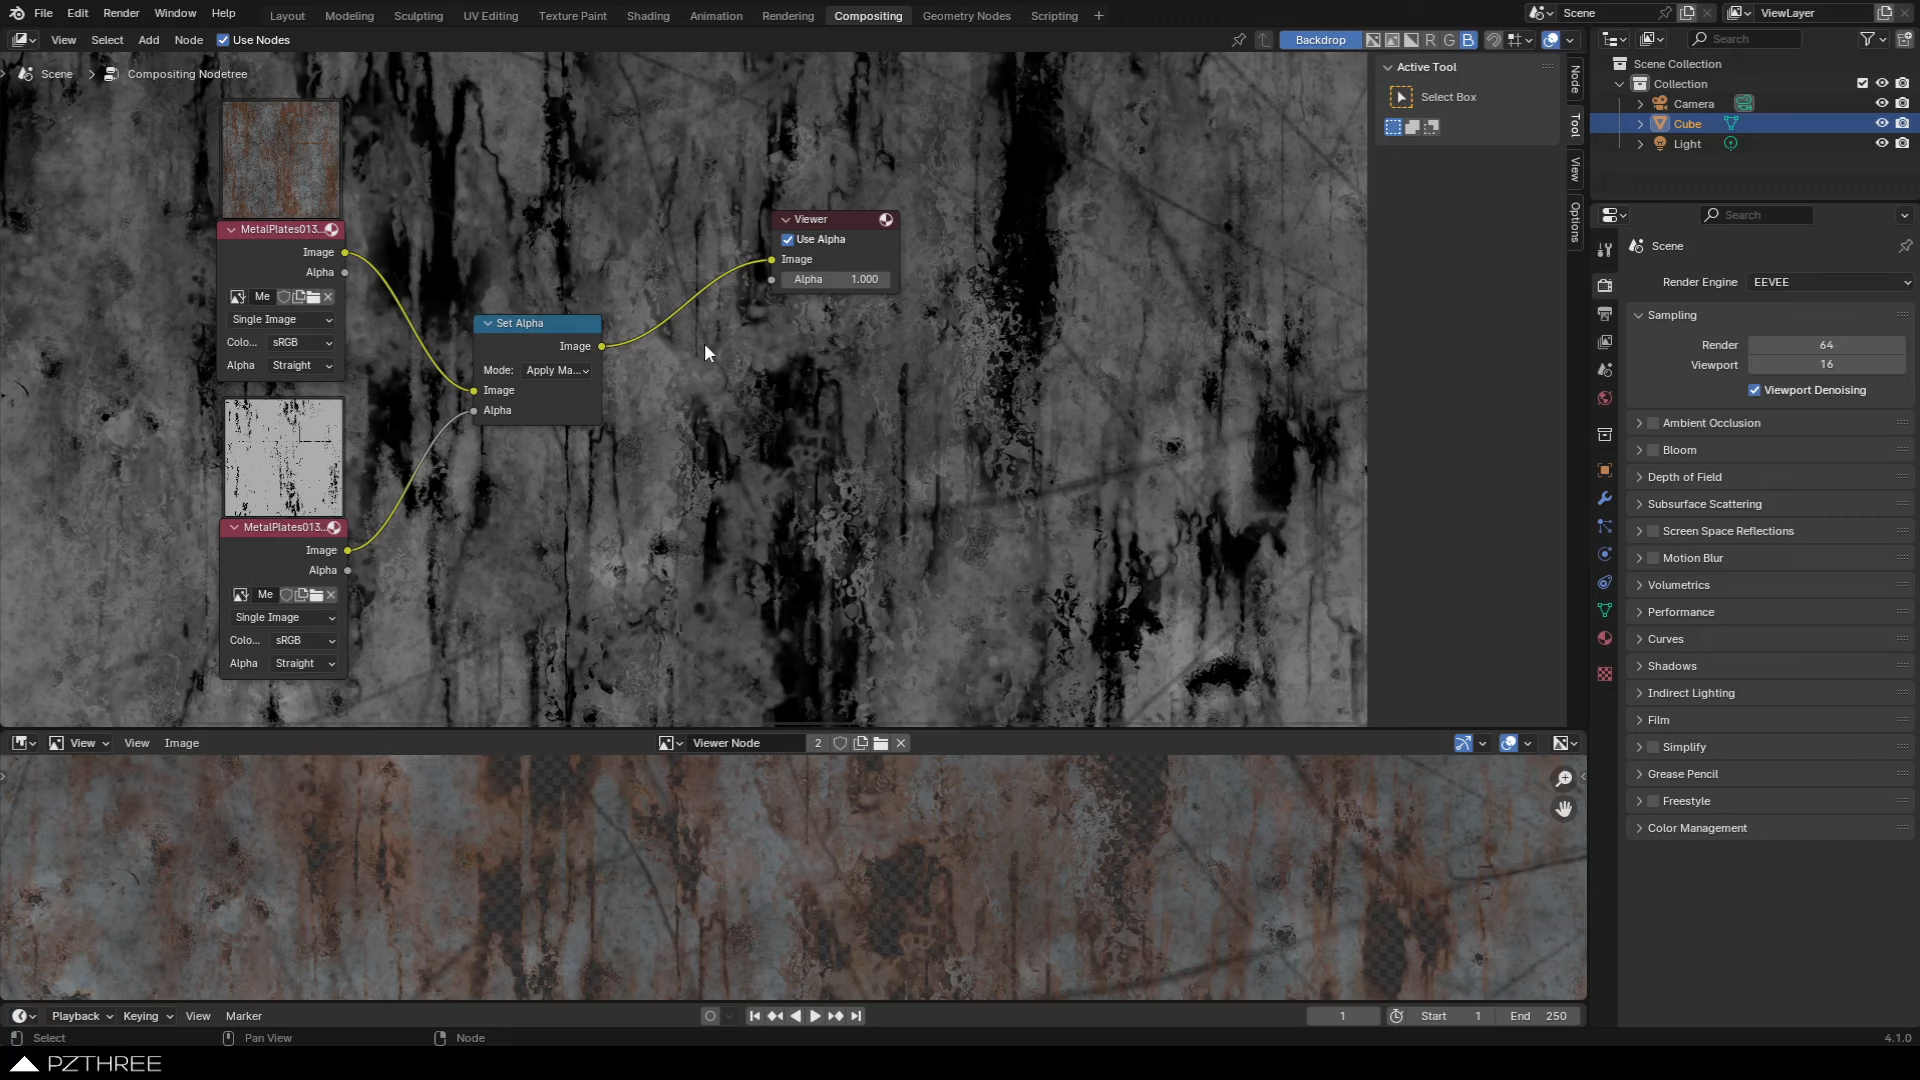 File Edit Render Window Help Layout Modeling Sculpting UV Editing Texture Paint Shading Animation Rendering Compositing Geometry Nodes Scripting + Scene ViewLayer
View Select Add Node Use Nodes Backdrop R G B Search
Scene > Compositing Nodetree
Active Tool
Select Box
Node
Tool
View
Options
MetalPlates013...
Image
Alpha
Me
Single Image
Colo... sRGB
Alpha Straight
Set Alpha
Image
Mode: Apply Ma...
Image
Alpha
Viewer
Use Alpha
Image
Alpha 1.000
MetalPlates013...
Image
Alpha
Me
Single Image
Colo... sRGB
Alpha Straight
Scene Collection
Collection
Camera
Cube
Light
Search
Scene
Render Engine EEVEE
Sampling
Render 64
Viewport 16
Viewport Denoising
Ambient Occlusion
Bloom
Depth of Field
Subsurface Scattering
Screen Space Reflections
Motion Blur
Volumetrics
Performance
Curves
Shadows
Indirect Lighting
Film
Simplify
Grease Pencil
Freestyle
Color Management
View View Image Viewer Node 2
Playback Keying View Marker 1 Start 1 End 250
Select Pan View Node 4.1.0
PZTHREE